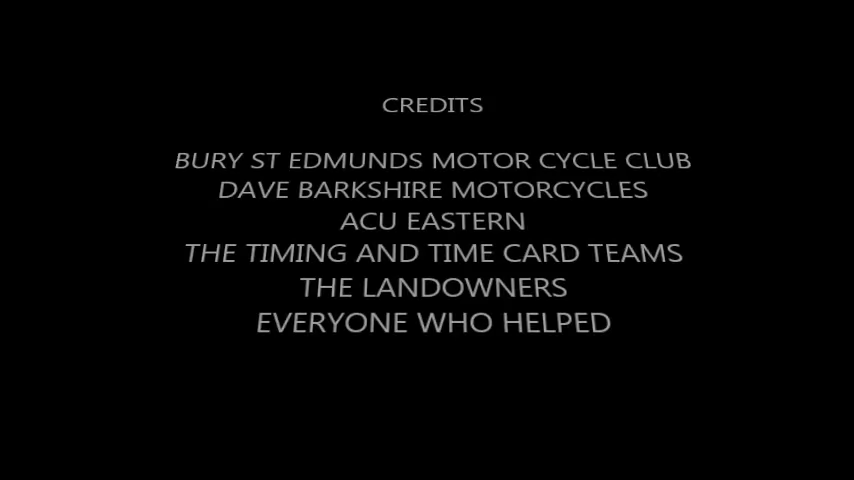 CREDITS
BURY ST EDMUNDS MOTOR CYCLE CLUB
DAVE BARKSHIRE MOTORCYCLES
ACU EASTERN
THE TIMING AND TIME CARD TEAMS
THE LANDOWNERS
EVERYONE WHO HELPED